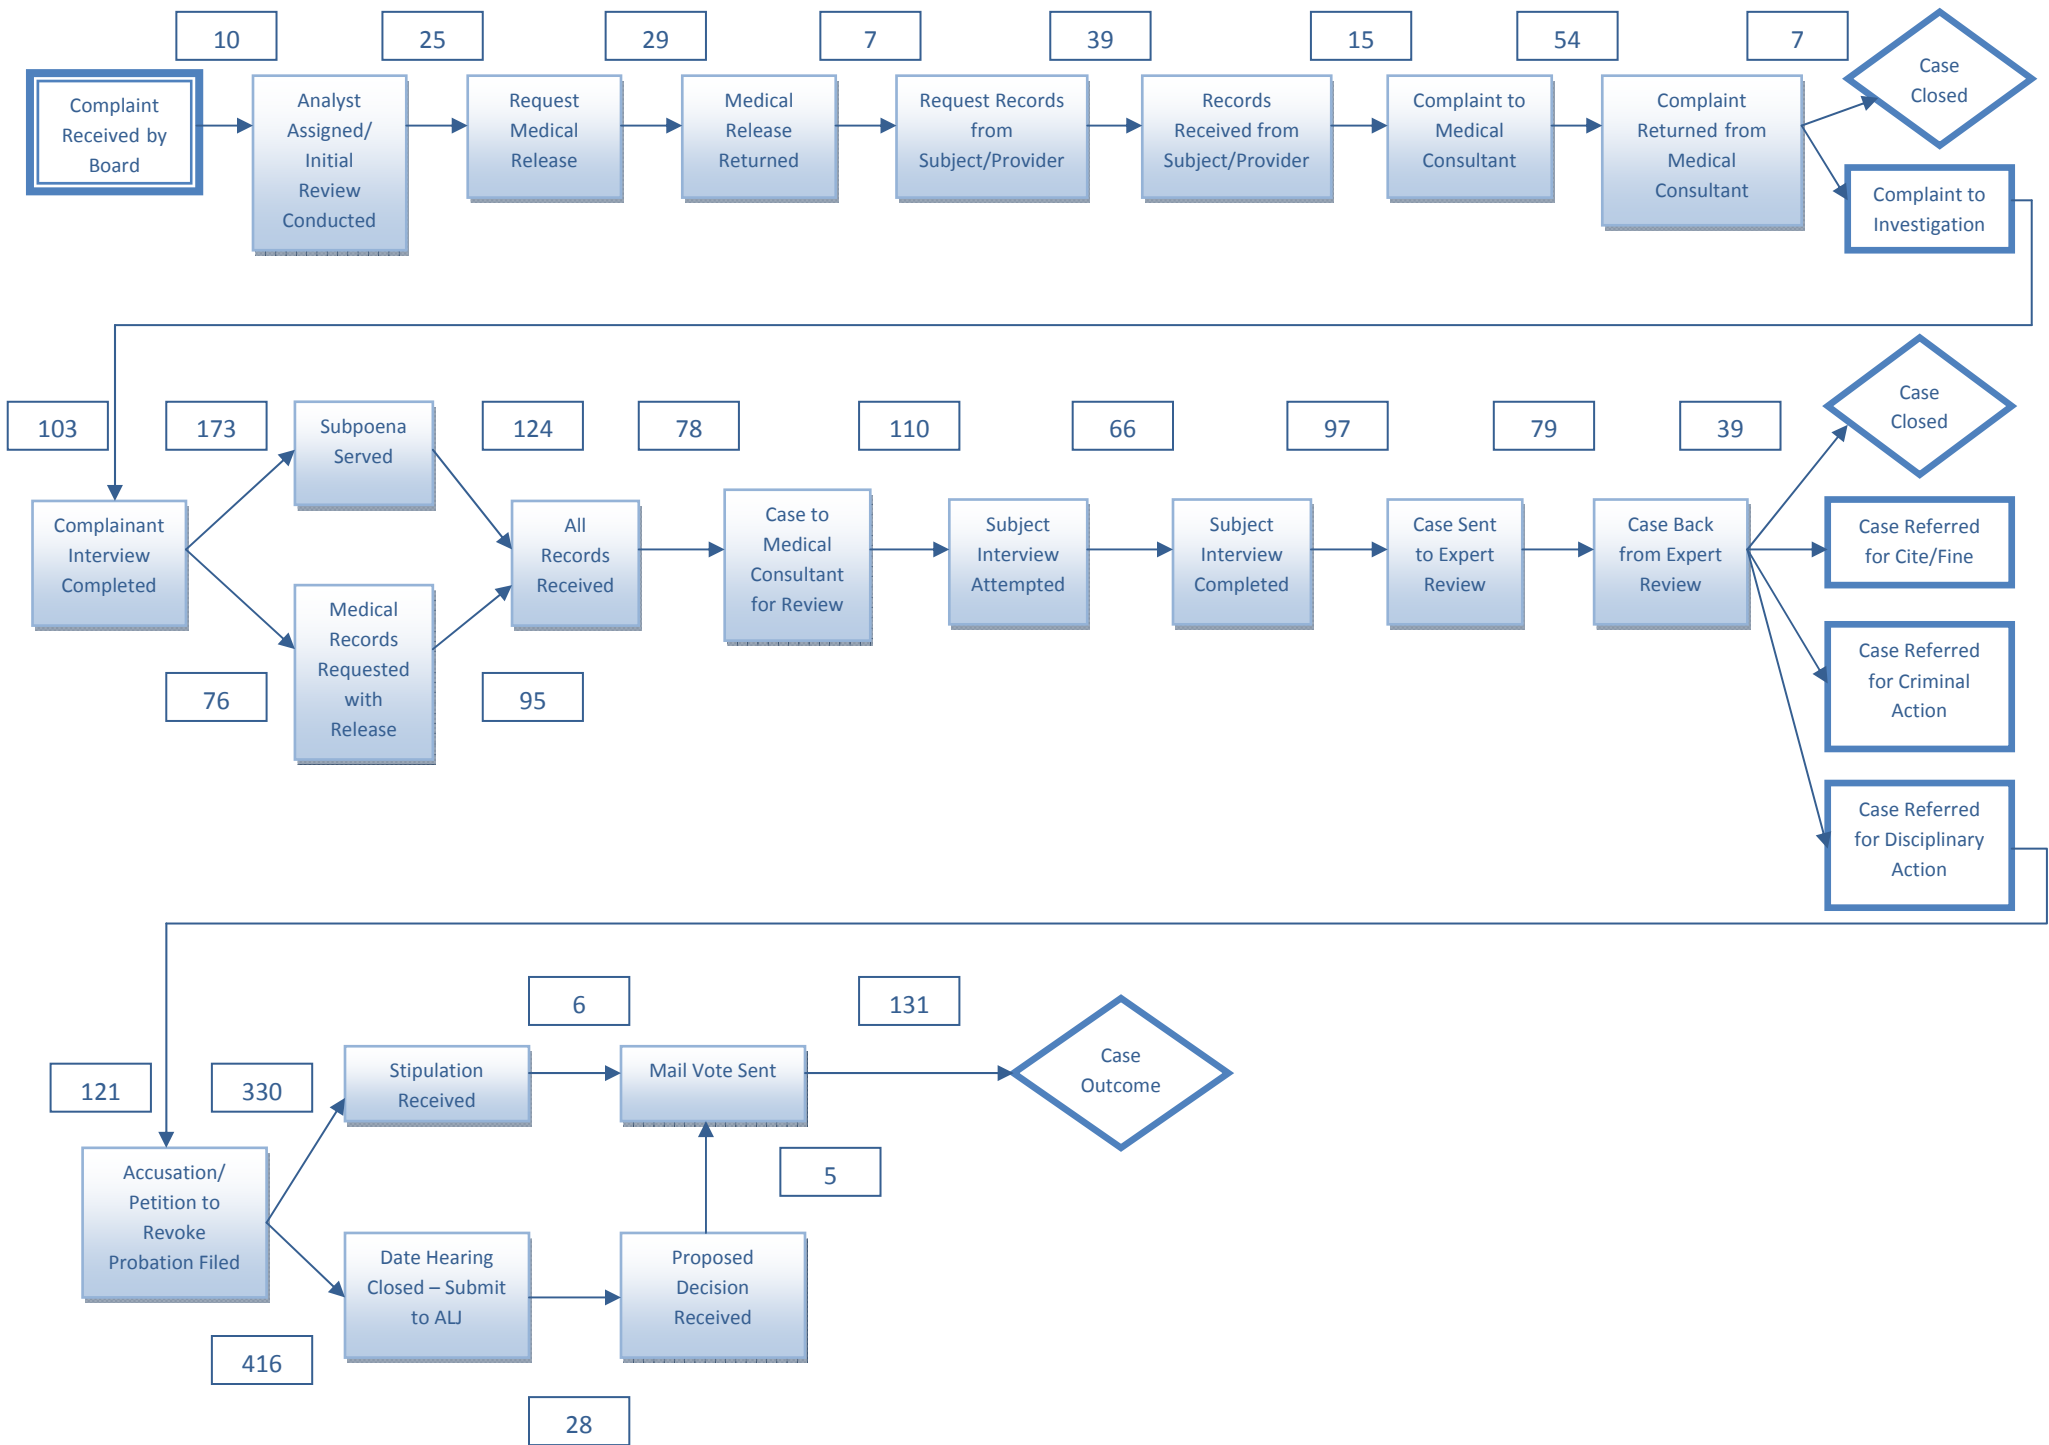 10
25
29
7
39
15
54
7
Complaint
Received by
Board
Analyst
Assigned/
Initial
Review
Conducted
Request
Medical
Release
Medical
Release
Returned
Request Records
from
Subject/Provider
Records
Received from
Subject/Provider
Complaint to
Medical
Consultant
Complaint
Returned from
Medical
Consultant
Case
Closed
Complaint to
Investigation
103
173
124
78
110
66
97
79
39
Complainant
Interview
Completed
Subpoena
Served
Medical
Records
Requested
with
Release
76
95
All
Records
Received
Case to
Medical
Consultant
for Review
Subject
Interview
Attempted
Subject
Interview
Completed
Case Sent
to Expert
Review
Case Back
from Expert
Review
Case
Closed
Case Referred
for Cite/Fine
Case Referred
for Criminal
Action
Case Referred
for Disciplinary
Action
121
330
6
131
Accusation/
Petition to
Revoke
Probation Filed
Stipulation
Received
Mail Vote Sent
Case
Outcome
5
416
Date Hearing
Closed – Submit
to ALJ
Proposed
Decision
Received
28